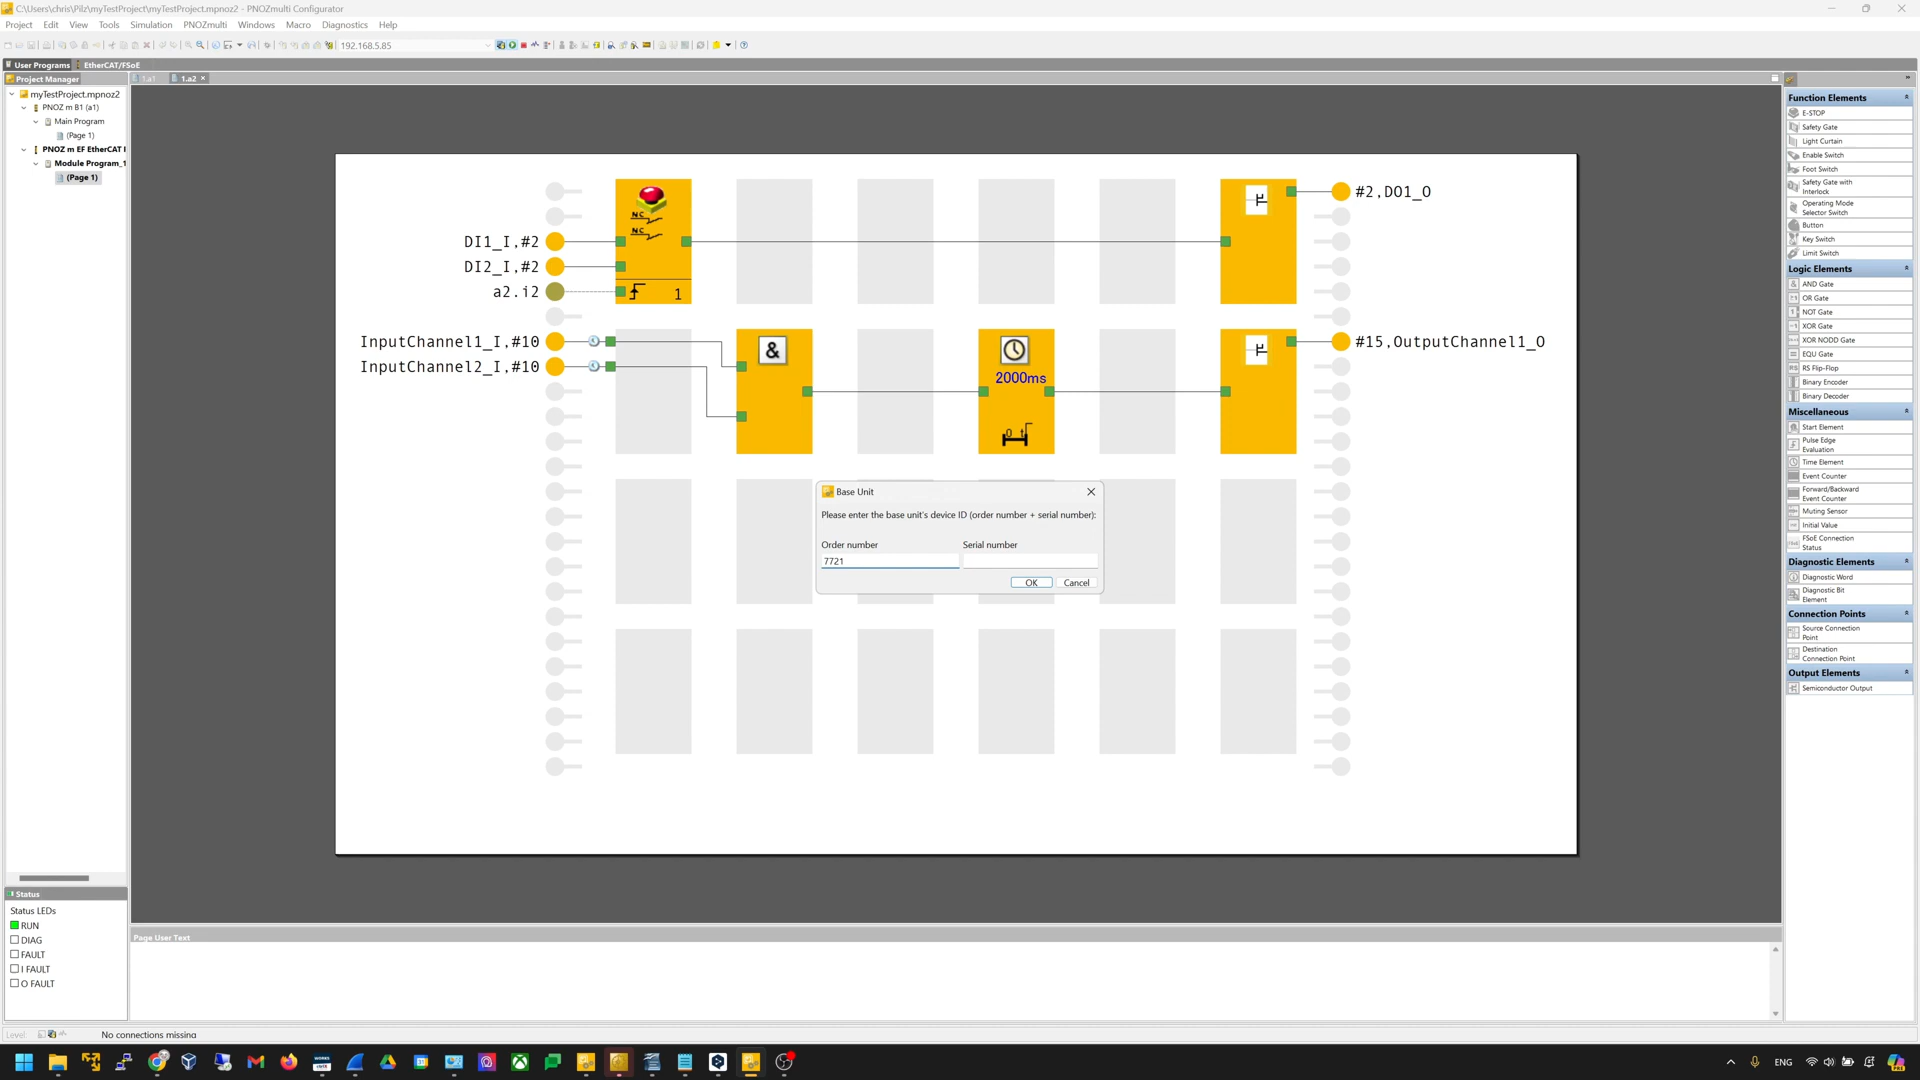 C:\Users\chris\Pilz\myTestProject\myTestProject.mpnoz2 - PNOZmulti Configurator
Project Edit View Tools Simulation PNOZmulti Windows Macro Diagnostics Help
192.168.5.85
User Programs EtherCAT/FSoE
Project Manager
1.a1
1.a2
myTestProject.mpnoz2
PNOZ m B1 (a1)
Main Program
(Page 1)
PNOZ m EF EtherCAT
Module Program_1
(Page 1)
DI1_I,#2
DI2_I,#2
a2.i2
NC
NC
1
#2,DO1_O
InputChannel1_I,#10
InputChannel2_I,#10
&
2000ms
0 t
#15,OutputChannel1_O
Base Unit
Please enter the base unit's device ID (order number + serial number):
Order number Serial number
7721
OK Cancel
Function Elements
E-STOP
Safety Gate
Light Curtain
Enable Switch
Foot Switch
Safety Gate with
Interlock
Operating Mode
Selector Switch
Button
Key Switch
Limit Switch
Logic Elements
AND Gate
OR Gate
NOT Gate
XOR Gate
XOR NODD Gate
EQU Gate
RS Flip-Flop
Binary Encoder
Binary Decoder
Miscellaneous
Start Element
Pulse Edge
Evaluation
Time Element
Event Counter
Forward/Backward
Event Counter
Muting Sensor
Initial Value
FSoE Connection
Status
Diagnostic Elements
Diagnostic Word
Diagnostic Bit
Element
Connection Points
Source Connection
Point
Destination
Connection Point
Output Elements
Semiconductor Output
Status
Status LEDs
RUN
DIAG
FAULT
I FAULT
O FAULT
Page User Text
Level:
No connections missing
ENG